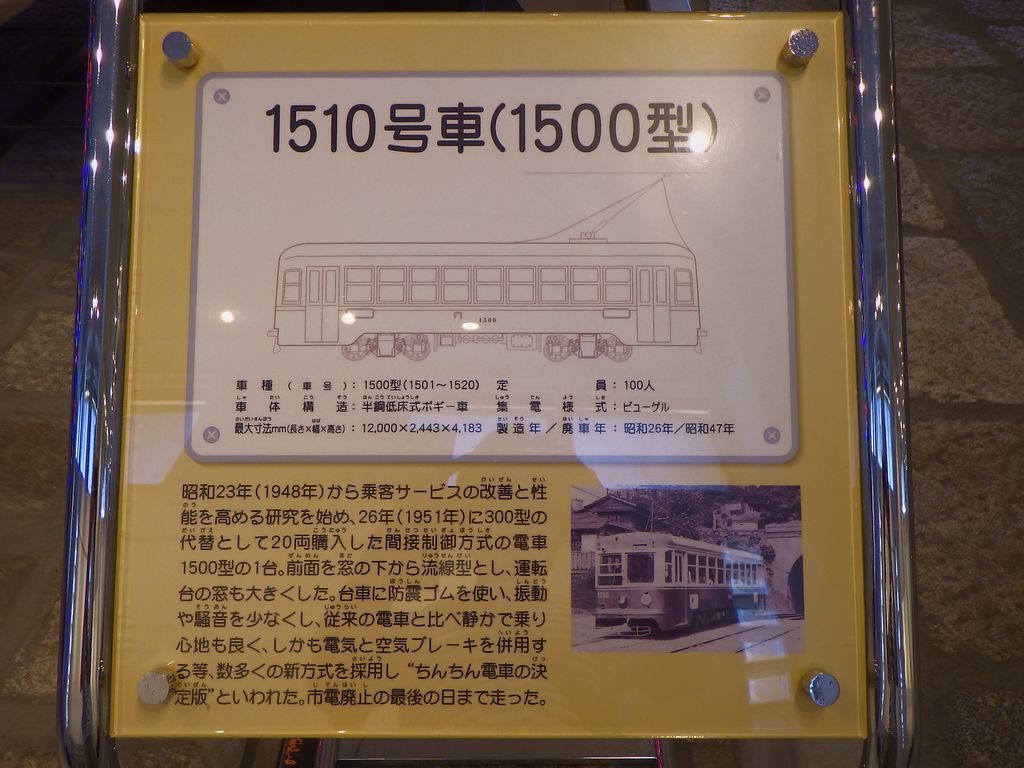 1510号車(1500型)
1500
車種(車号): 1500型(1501～1520) 定員: 100人
車体構造: 半鋼低床式ボギー車 集電様式: ビューゲル
最大寸法mm(長さ×幅×高さ): 12,000×2,443×4,183 製造年/廃車年: 昭和26年/昭和47年
昭和23年(1948年)から乗客サービスの改善と性
能を高める研究を始め、26年(1951年)に300型の
代替として20両購入した間接制御方式の電車
1500型の1台。前面を窓の下から流線型とし、運転
台の窓も大きくした。台車に防震ゴムを使い、振動
や騒音を少なくし、従来の電車と比べ静かで乗り
心地も良く、しかも電気と空気ブレーキを併用す
る等、数多くの新方式を採用し “ちんちん電車の決
定版”といわれた。市電廃止の最後の日まで走った。